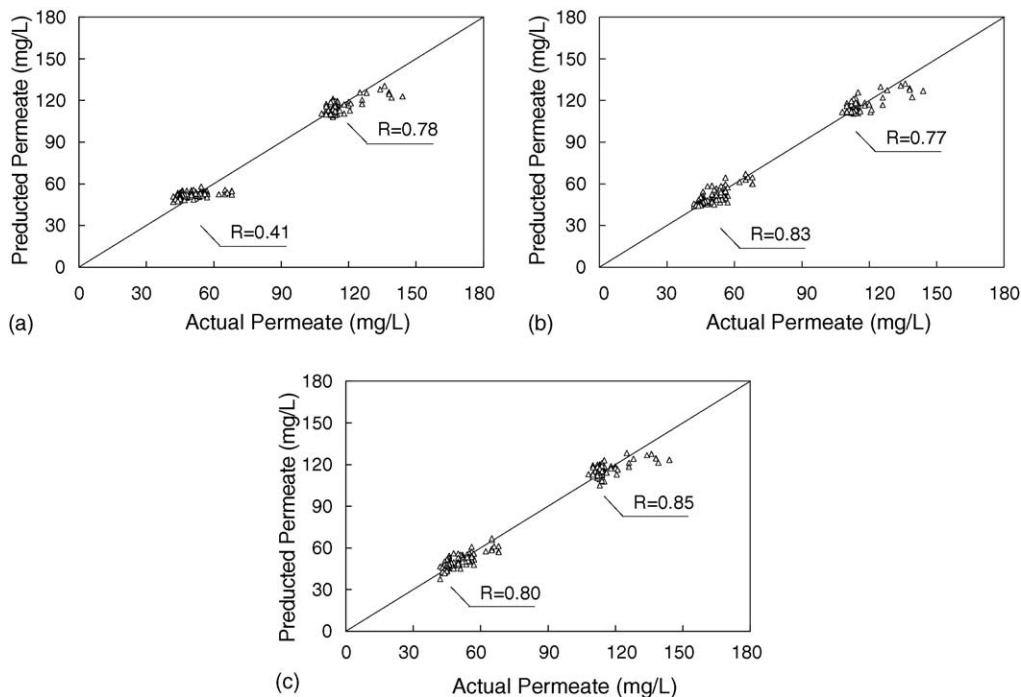 180
150
120
90
60
30
0
Preducted Permeate (mg/L)
R=0.78
R=0.41
0 30 60 90 120 150 180
(a)
Actual Permeate (mg/L)
180
150
120
90
60
30
0
Preducted Permeate (mg/L)
R=0.77
R=0.83
0 30 60 90 120 150 180
(b)
Actual Permeate (mg/L)
180
150
120
90
60
30
0
Preducted Permeate (mg/L)
R=0.85
R=0.80
0 30 60 90 120 150 180
(c)
Actual Permeate (mg/L)